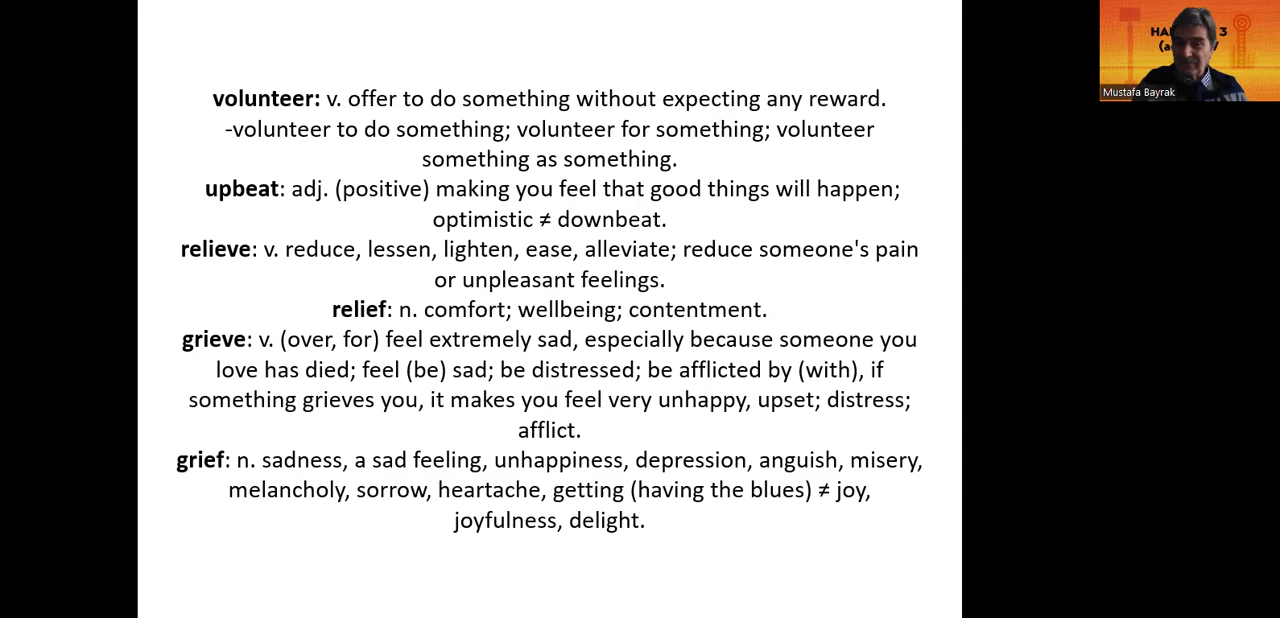 volunteer: v. offer to do something without expecting any reward.
-volunteer to do something; volunteer for something; volunteer
something as something.
upbeat: adj. (positive) making you feel that good things will happen;
optimistic ≠ downbeat.
relieve: v. reduce, lessen, lighten, ease, alleviate; reduce someone's pain
or unpleasant feelings.
relief: n. comfort; wellbeing; contentment.
grieve: v. (over, for) feel extremely sad, especially because someone you
love has died; feel (be) sad; be distressed; be afflicted by (with), if
something grieves you, it makes you feel very unhappy, upset; distress;
afflict.
grief: n. sadness, a sad feeling, unhappiness, depression, anguish, misery,
melancholy, sorrow, heartache, getting (having the blues) ≠ joy,
joyfulness, delight.
3
Mustafa Bayrak